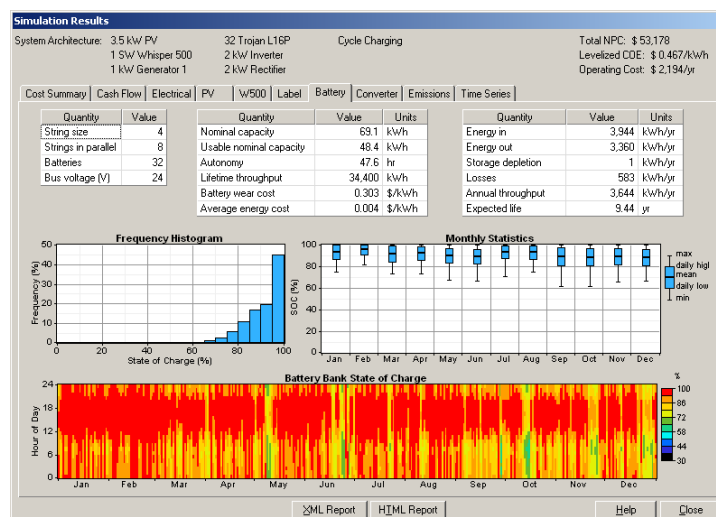 Simulation Results
System Architecture: 3.5 kW PV 32 Trojan L16P Cycle Charging Total NPC: $ 53,178
1 SW Whisper 500 2 kW Inverter Levelized COE: $ 0.467/kWh
1 kW Generator 1 2 kW Rectifier Operating Cost: $ 2,194/yr
Cost Summary Cash Flow Electrical PV W500 Label Battery Converter Emissions Time Series
Quantity Value
String size 4
Strings in parallel 8
Batteries 32
Bus voltage (V) 24
Quantity Value Units
Nominal capacity 69.1 kWh
Usable nominal capacity 48.4 kWh
Autonomy 47.6 hr
Lifetime throughput 34,400 kWh
Battery wear cost 0.303 $/kWh
Average energy cost 0.004 $/kWh
Quantity Value Units
Energy in 3,944 kWh/yr
Energy out 3,360 kWh/yr
Storage depletion 1 kWh/yr
Losses 583 kWh/yr
Annual throughput 3,644 kWh/yr
Expected life 9.44 yr
Frequency Histogram
Frequency (%)
50
40
30
20
10
0
0 20 40 60 80 100
State of Charge (%)
Monthly Statistics
SOC (%)
100
80
60
40
20
0
Jan Feb Mar Apr May Jun Jul Aug Sep Oct Nov Dec
max
daily high
mean
daily low
min
Battery Bank State of Charge
Hour of Day
24
18
12
6
0
Jan Feb Mar Apr May Jun Jul Aug Sep Oct Nov Dec
%
100
86
72
58
44
30
XML Report HTML Report Help Close